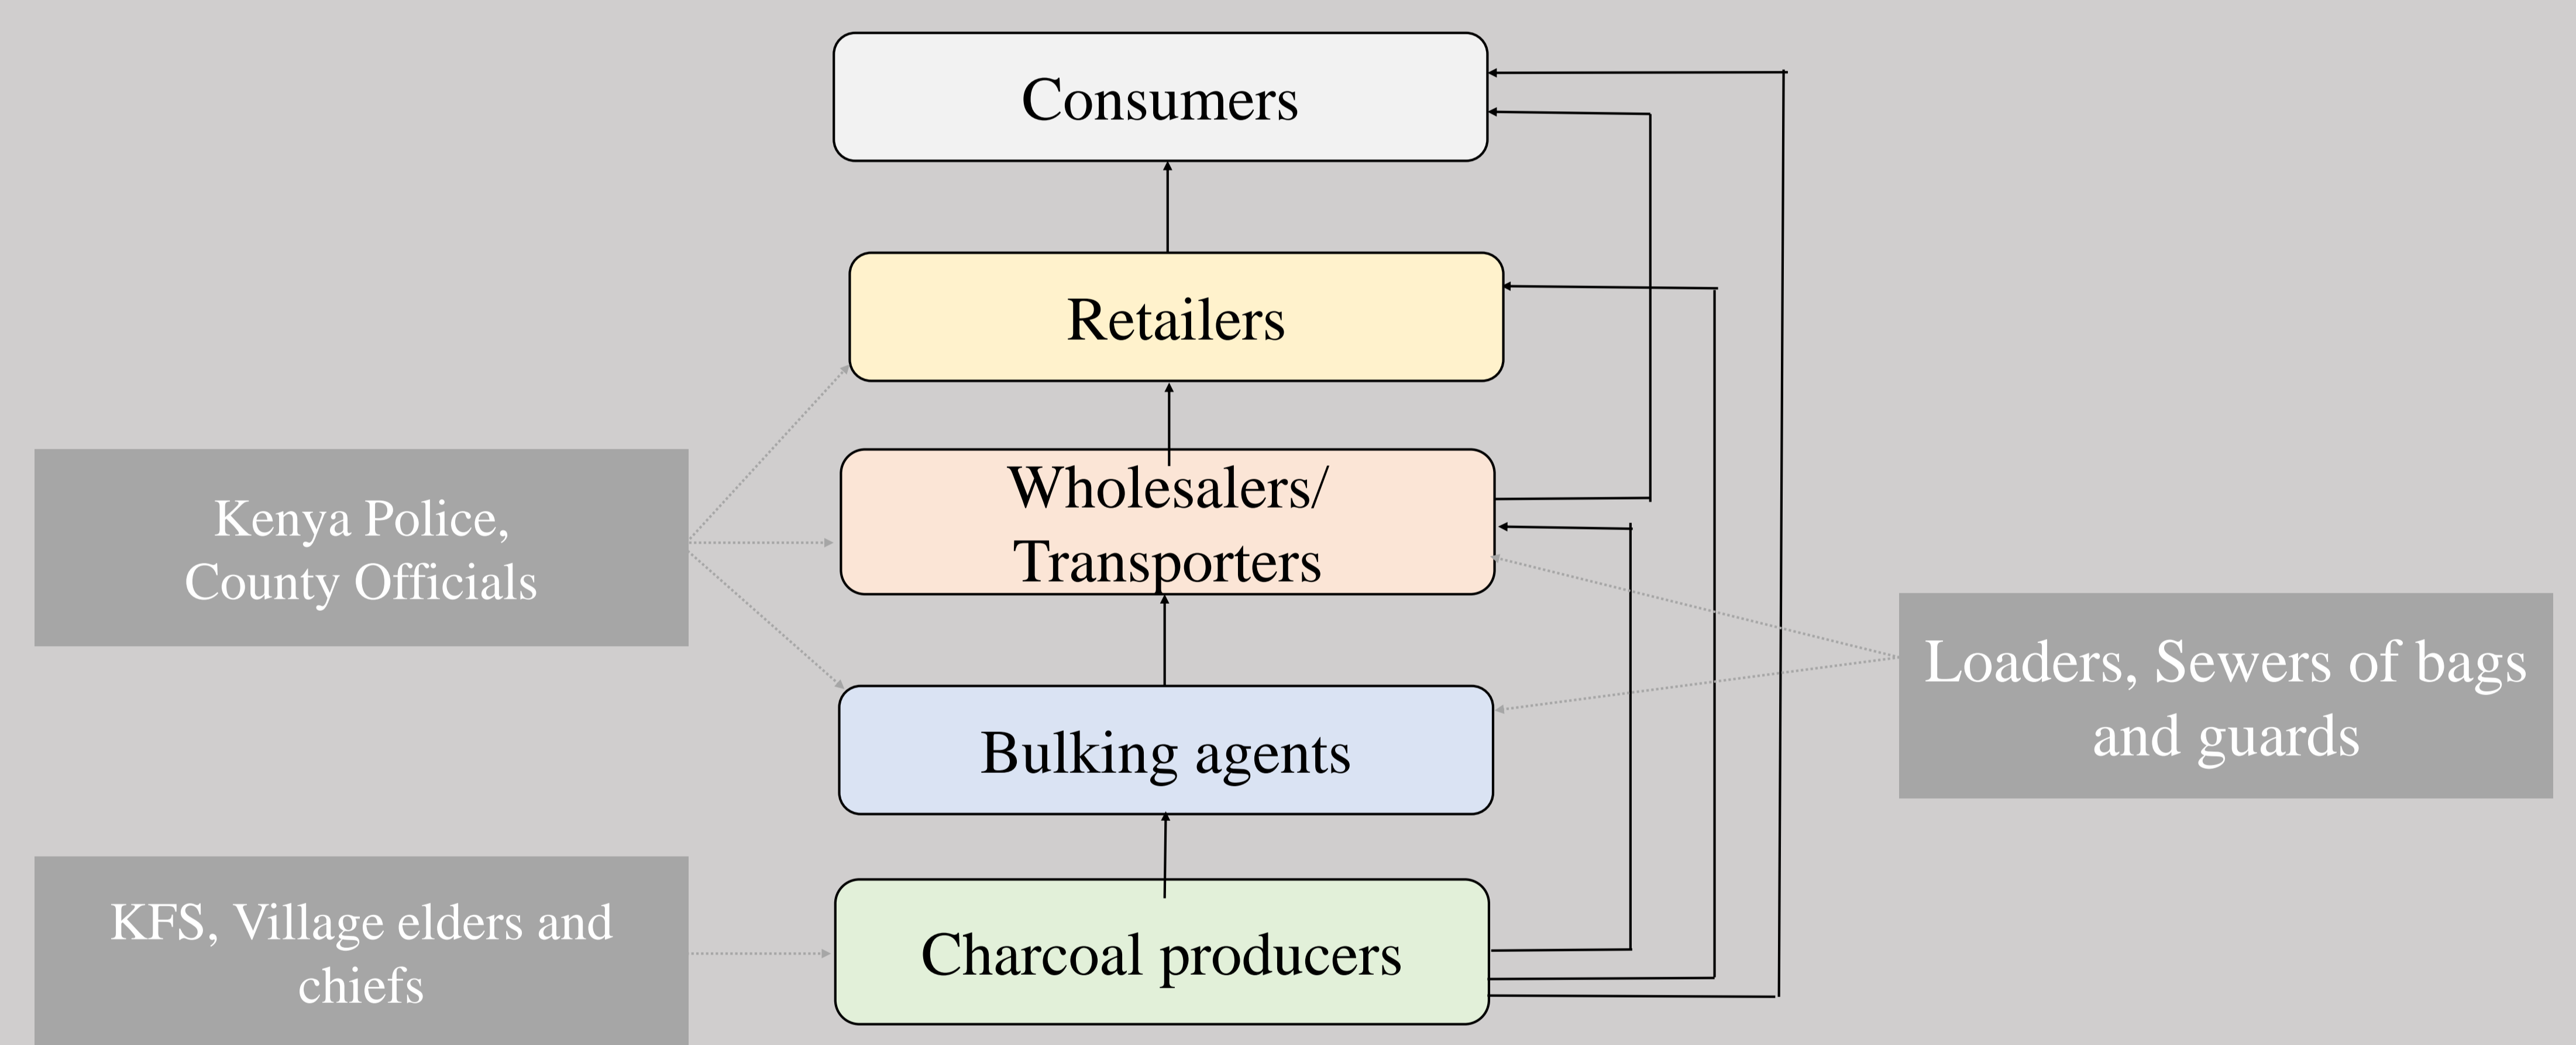 Consumers
Retailers
Wholesalers/
Transporters
Kenya Police,
County Officials
Loaders, Sewers of bags
and guards
Bulking agents
KFS, Village elders and
chiefs
Charcoal producers